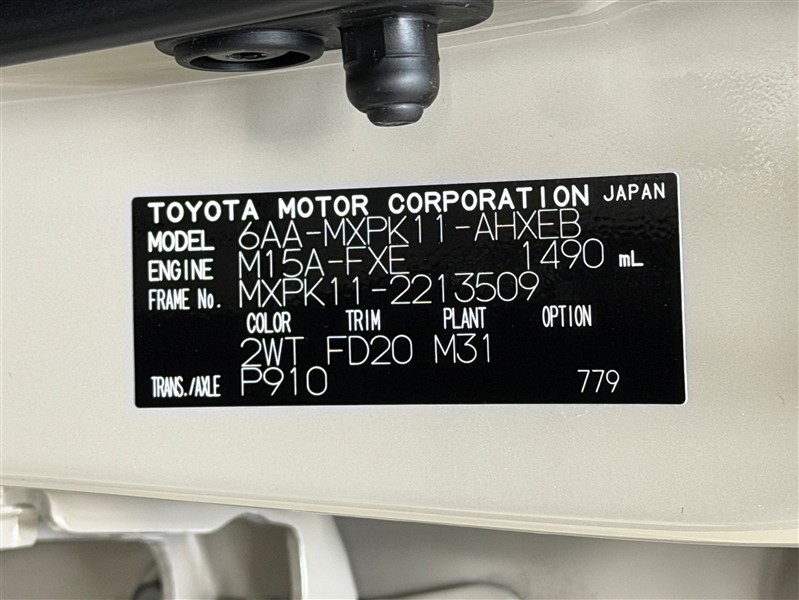 TOYOTA MOTOR CORPORATION JAPAN
MODEL 6AA-MXPK11-AHXEB
ENGINE M15A-FXE 1490 mL
FRAME No. MXPK11-2213509
COLOR TRIM PLANT OPTION
2WT FD20 M31
TRANS./AXLE P910 779